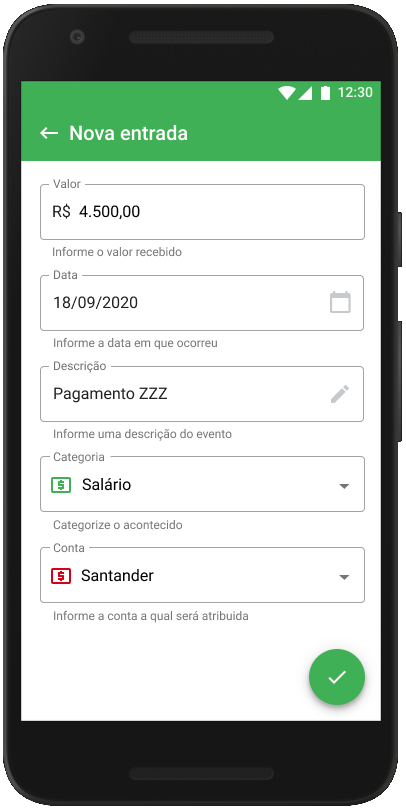 12:30
Nova entrada
Valor
R$ 4.500,00
Informe o valor recebido
Data
18/09/2020
Informe a data em que ocorreu
Descrição
Pagamento ZZZ
Informe uma descrição do evento
Categoria
$ Salário
Categorize o acontecido
Conta
$ Santander
Informe a conta a qual será atribuida